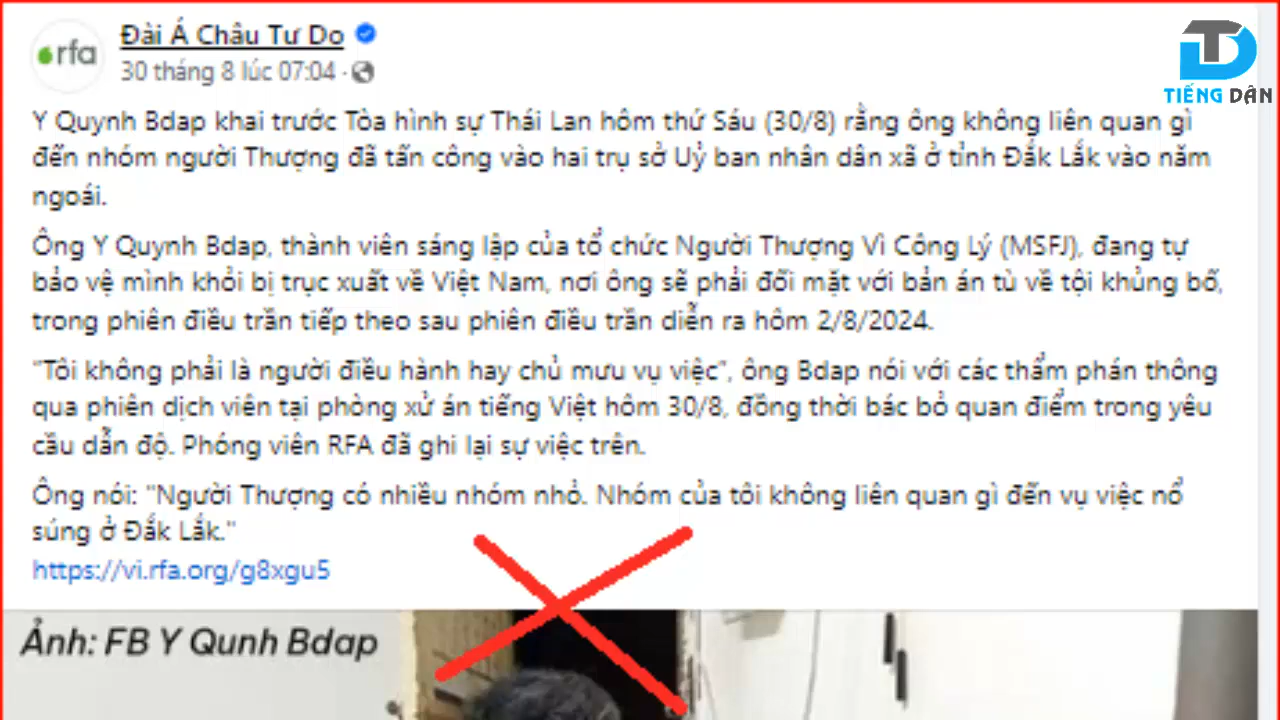 rfa
Đài Á Châu Tự Do
30 tháng 8 lúc 07:04 ·
TD
TIẾNG DÂN
Y Quynh Bdap khai trước Tòa hình sự Thái Lan hôm thứ Sáu (30/8) rằng ông không liên quan gì
đến nhóm người Thượng đã tấn công vào hai trụ sở Uỷ ban nhân dân xã ở tỉnh Đắk Lắk vào năm
ngoái.
Ông Y Quynh Bdap, thành viên sáng lập của tổ chức Người Thượng Vì Công Lý (MSFJ), đang tự
bảo vệ mình khỏi bị trục xuất về Việt Nam, nơi ông sẽ phải đối mặt với bản án tù về tội khủng bố,
trong phiên điều trần tiếp theo sau phiên điều trần diễn ra hôm 2/8/2024.
"Tôi không phải là người điều hành hay chủ mưu vụ việc", ông Bdap nói với các thẩm phán thông
qua phiên dịch viên tại phòng xử án tiếng Việt hôm 30/8, đồng thời bác bỏ quan điểm trong yêu
cầu dẫn độ. Phóng viên RFA đã ghi lại sự việc trên.
Ông nói: "Người Thượng có nhiều nhóm nhỏ. Nhóm của tôi không liên quan gì đến vụ việc nổ
súng ở Đắk Lắk."
https://vi.rfa.org/g8xgu5
Ảnh: FB Y Qunh Bdap